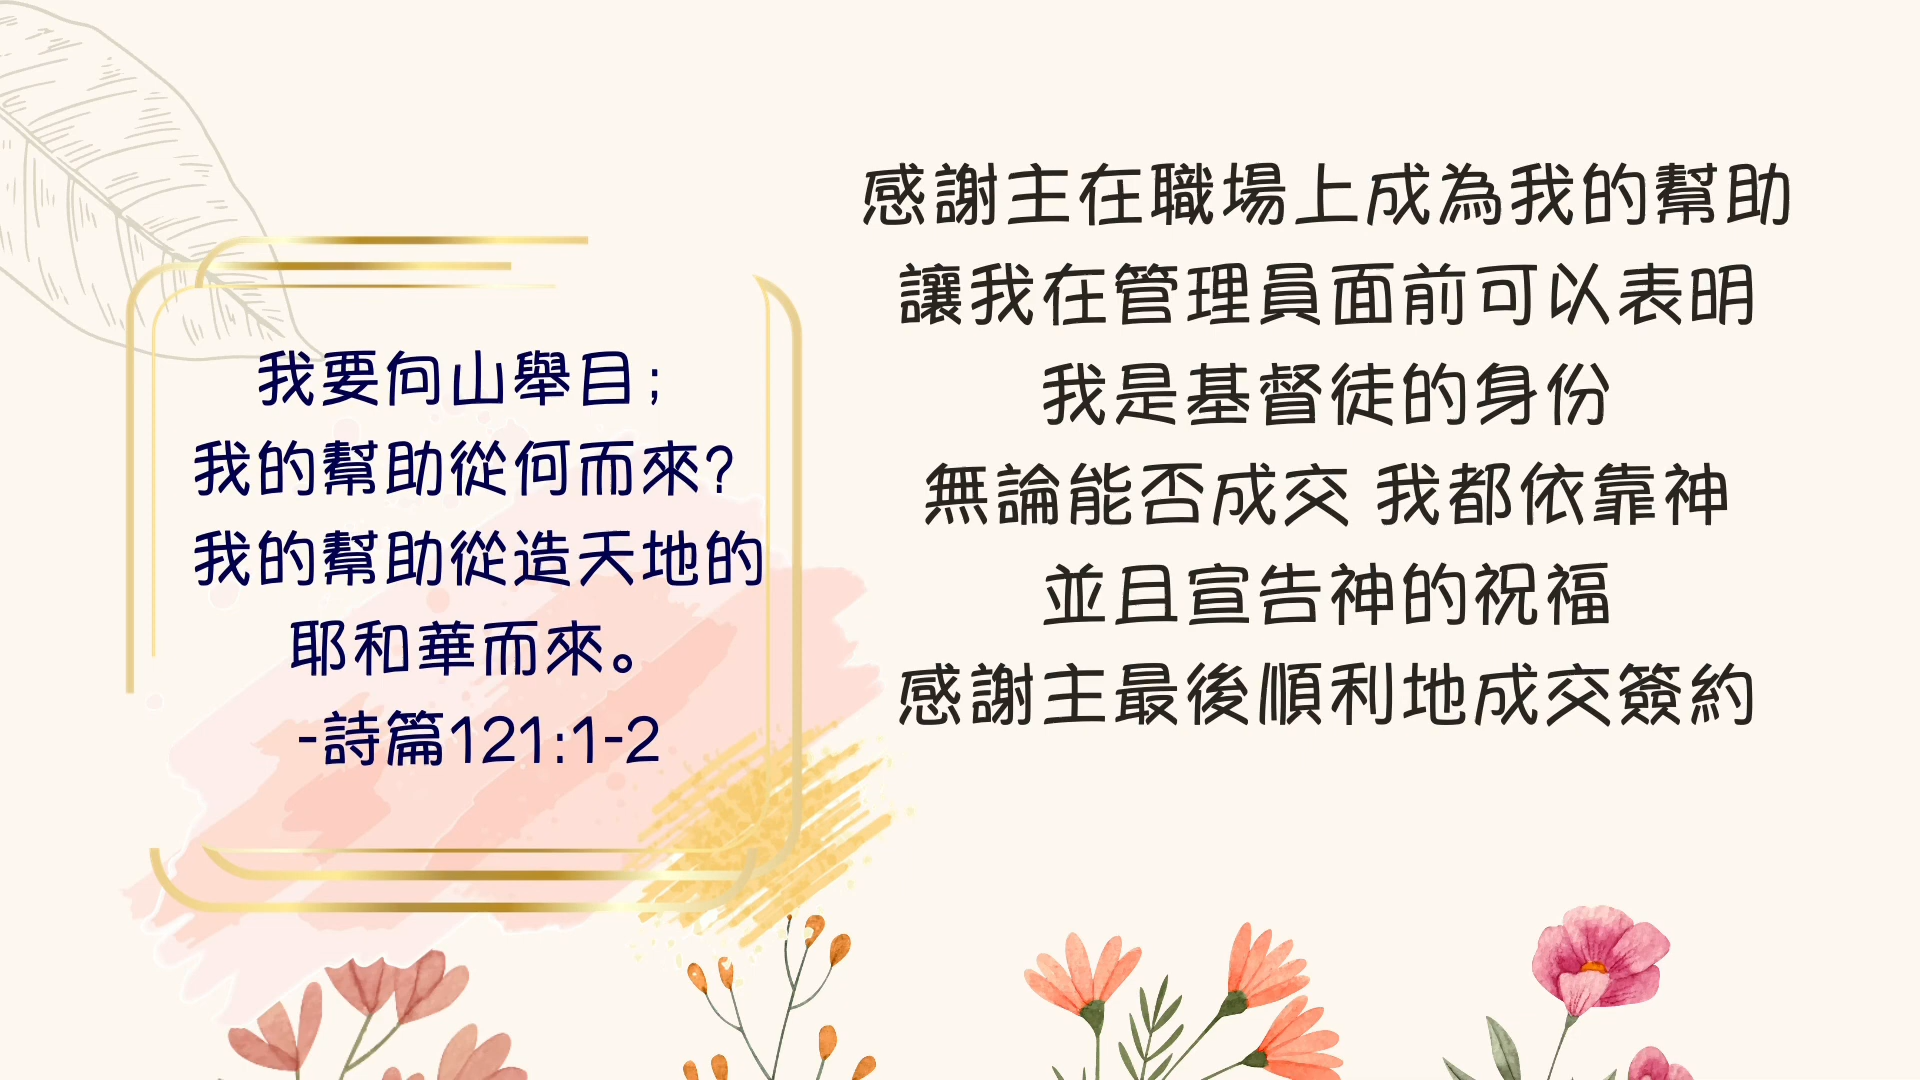 我要向山舉目;
我的幫助從何而來?
我的幫助從造天地的
耶和華而來。
-詩篇121:1-2
感謝主在職場上成為我的幫助
讓我在管理員面前可以表明
我是基督徒的身份
無論能否成交 我都依靠神
並且宣告神的祝福
感謝主最後順利地成交簽約